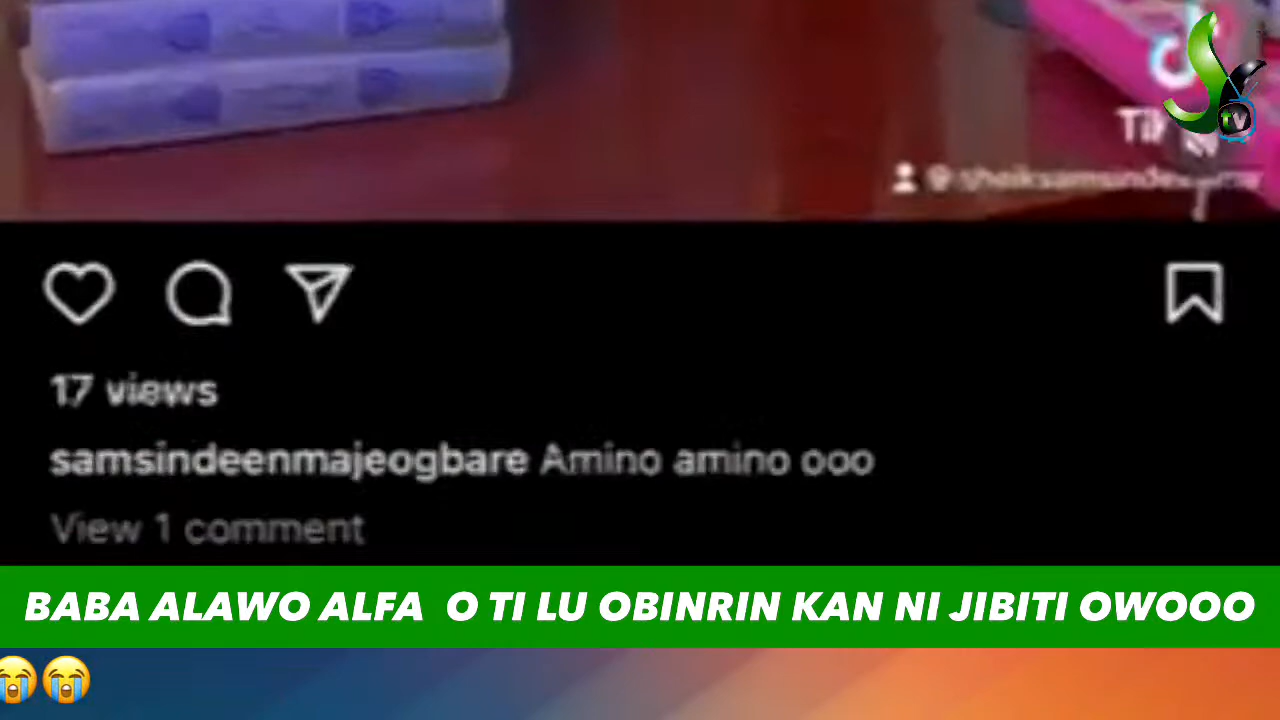 TV
17 views
samsindeenmajeogbare Amino amino ooo
View 1 comment
BABA ALAWO ALFA O TI LU OBINRIN KAN NI JIBITI OWOOO